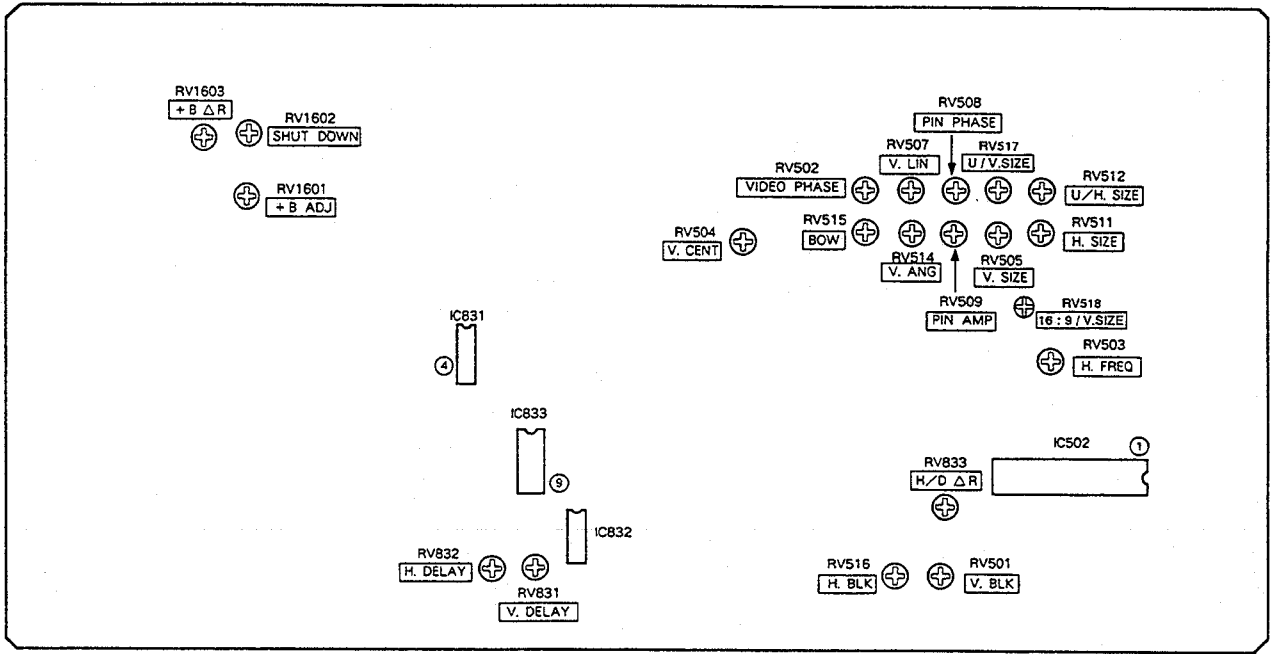 RV1603
+B △R
RV1602
SHUT DOWN
RV1601
+B ADJ
RV508
PIN PHASE
RV507
V. LIN
RV517
U/V.SIZE
RV502
VIDEO PHASE
RV512
U/H. SIZE
RV504
V. CENT
RV515
BOW
RV511
H. SIZE
RV514
V. ANG
RV505
V. SIZE
RV509
PIN AMP
RV518
16:9/V.SIZE
RV503
H. FREQ
IC831
4
IC833
9
IC832
IC502
1
RV833
H/D △R
RV832
H. DELAY
RV831
V. DELAY
RV516
H. BLK
RV501
V. BLK